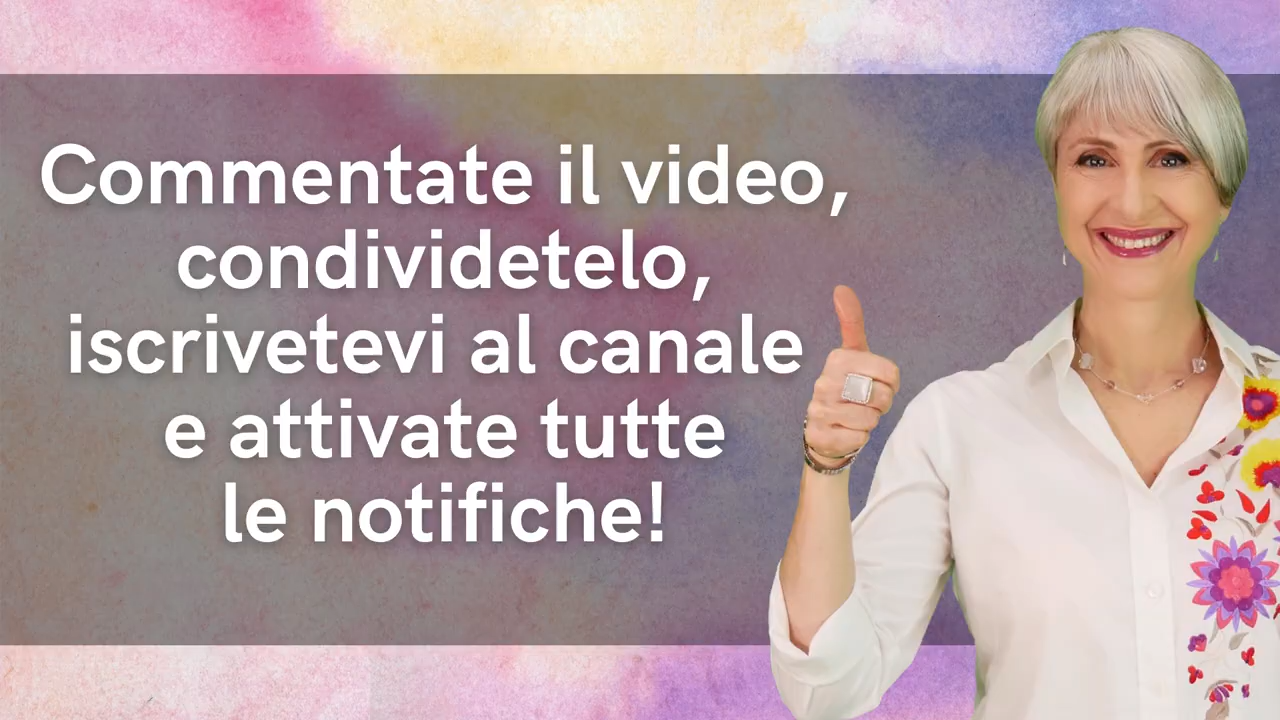 Commentate il video,
condividetelo,
iscrivetevi al canale
e attivate tutte
le notifiche!